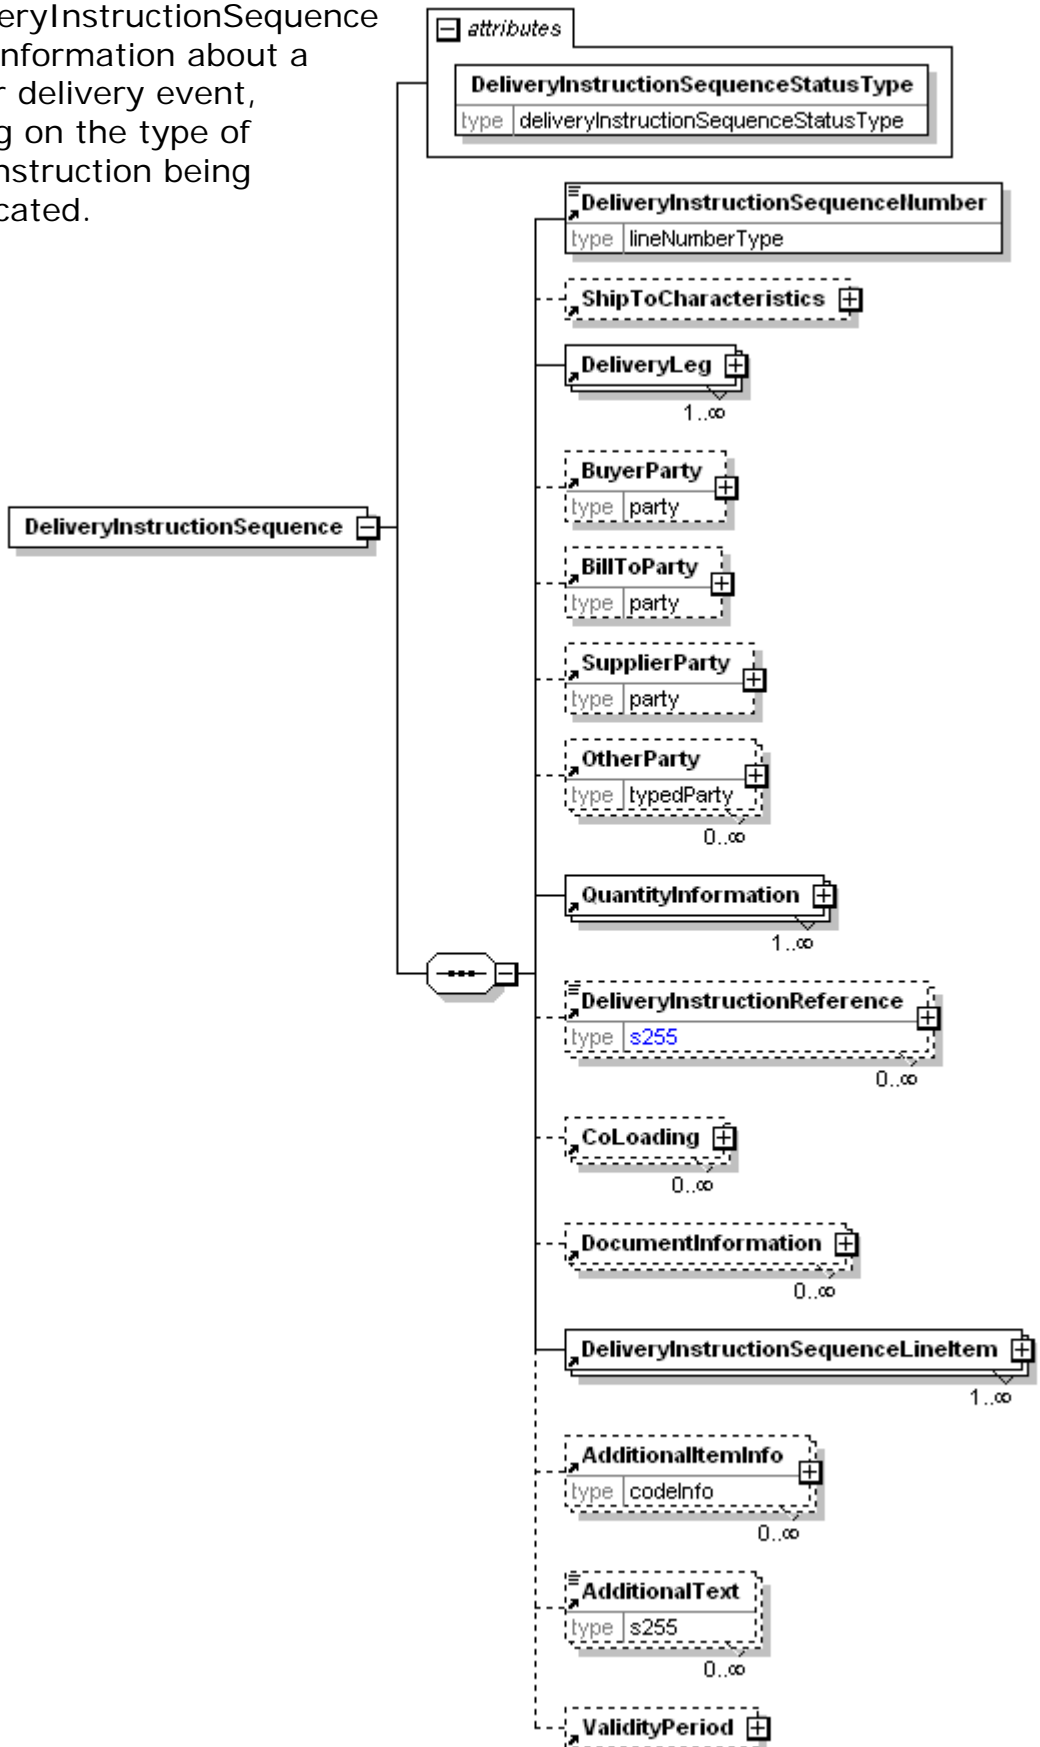 eryInstructionSequence
nformation about a
r delivery event,
g on the type of
nstruction being
cated.
attributes
DeliveryInstructionSequenceStatusType
type deliveryInstructionSequenceStatusType
DeliveryInstructionSequenceNumber
type lineNumberType
ShipToCharacteristics
DeliveryLeg
1..∞
BuyerParty
type party
DeliveryInstructionSequence
BillToParty
type party
SupplierParty
type party
OtherParty
type typedParty
0..∞
QuantityInformation
1..∞
DeliveryInstructionReference
type s255
0..∞
CoLoading
0..∞
DocumentInformation
0..∞
DeliveryInstructionSequenceLineItem
1..∞
AdditionalItemInfo
type codeInfo
0..∞
AdditionalText
type s255
0..∞
ValidityPeriod